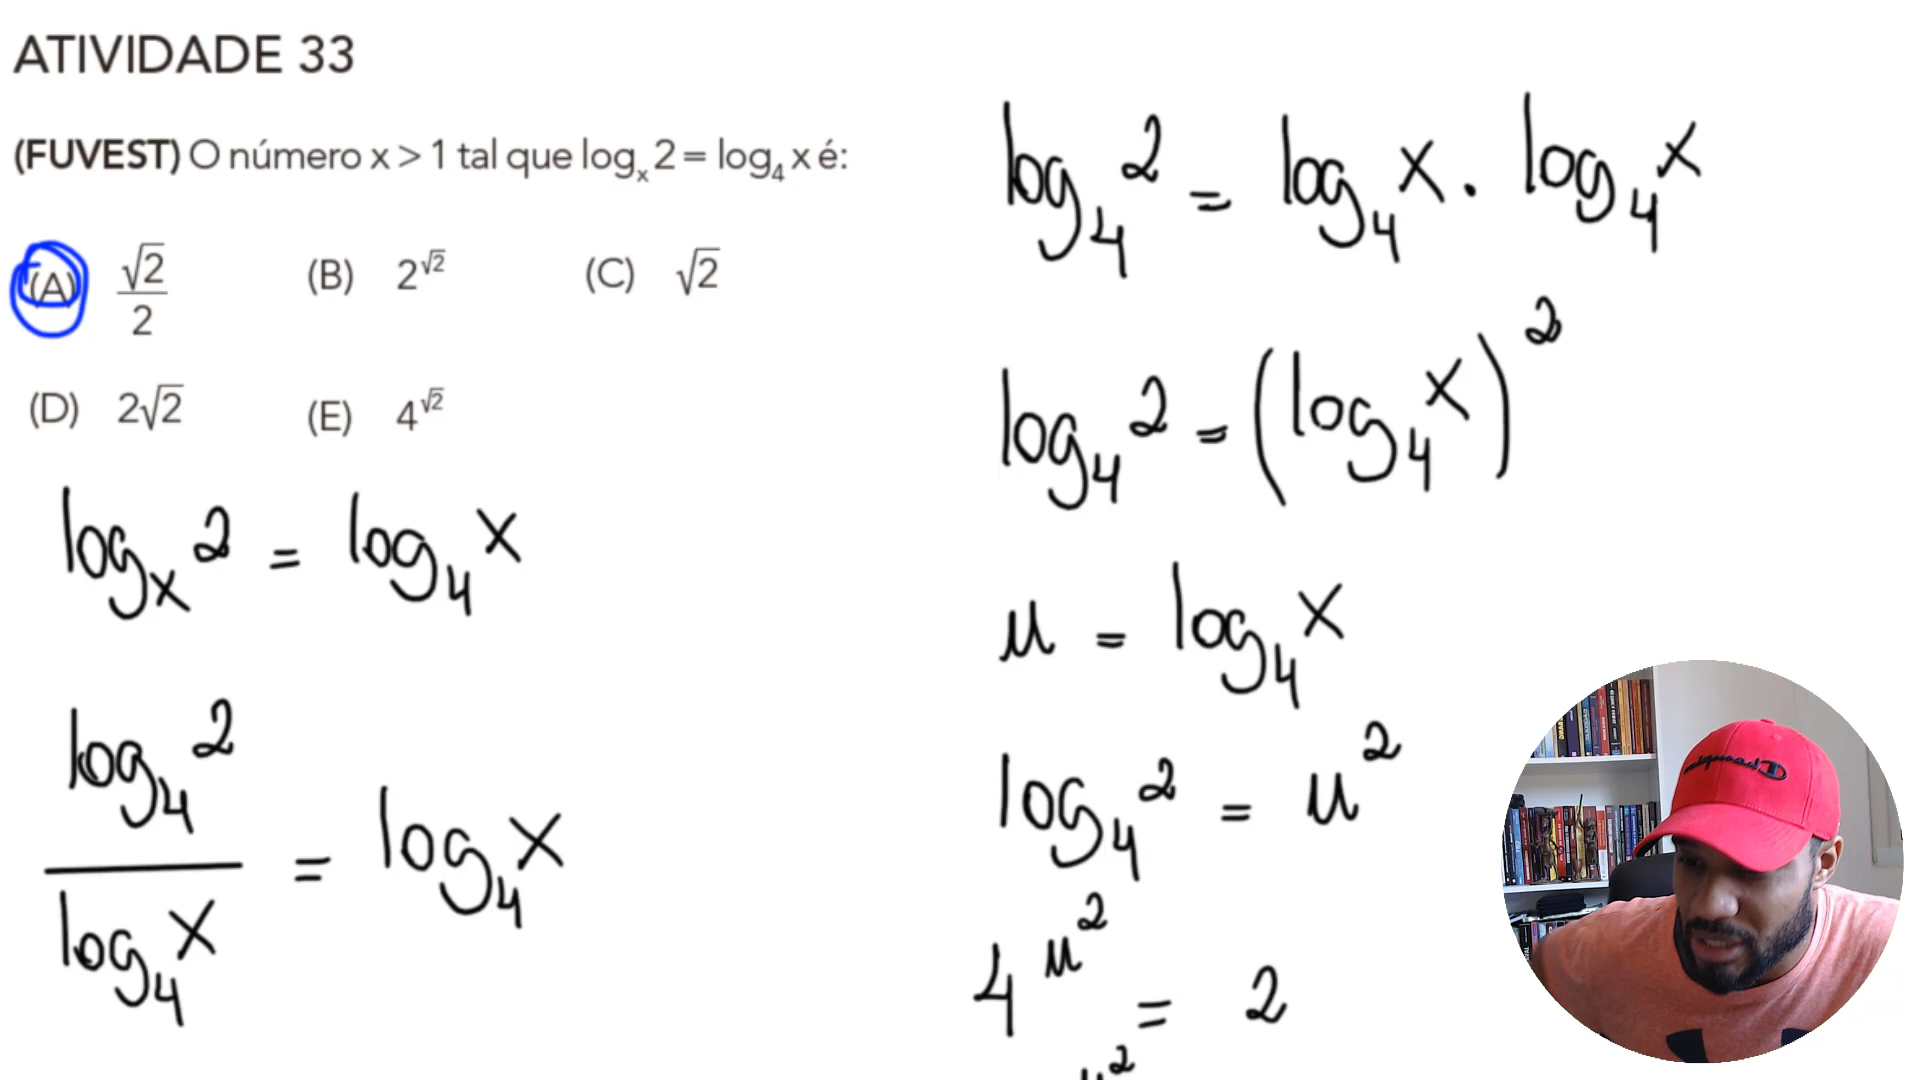 ATIVIDADE 33
(FUVEST) O número x > 1 tal que logₓ 2 = log₄ x é:
(A) √2/2 (B) 2^√2 (C) √2
(D) 2√2 (E) 4^√2
logₓ 2 = log₄ x
log₄ 2 / log₄ x = log₄ x
log₄ 2 = log₄ x . log₄ x
log₄ 2 = (log₄ x)²
u = log₄ x
log₄ 2 = u²
4^u² = 2
Champion